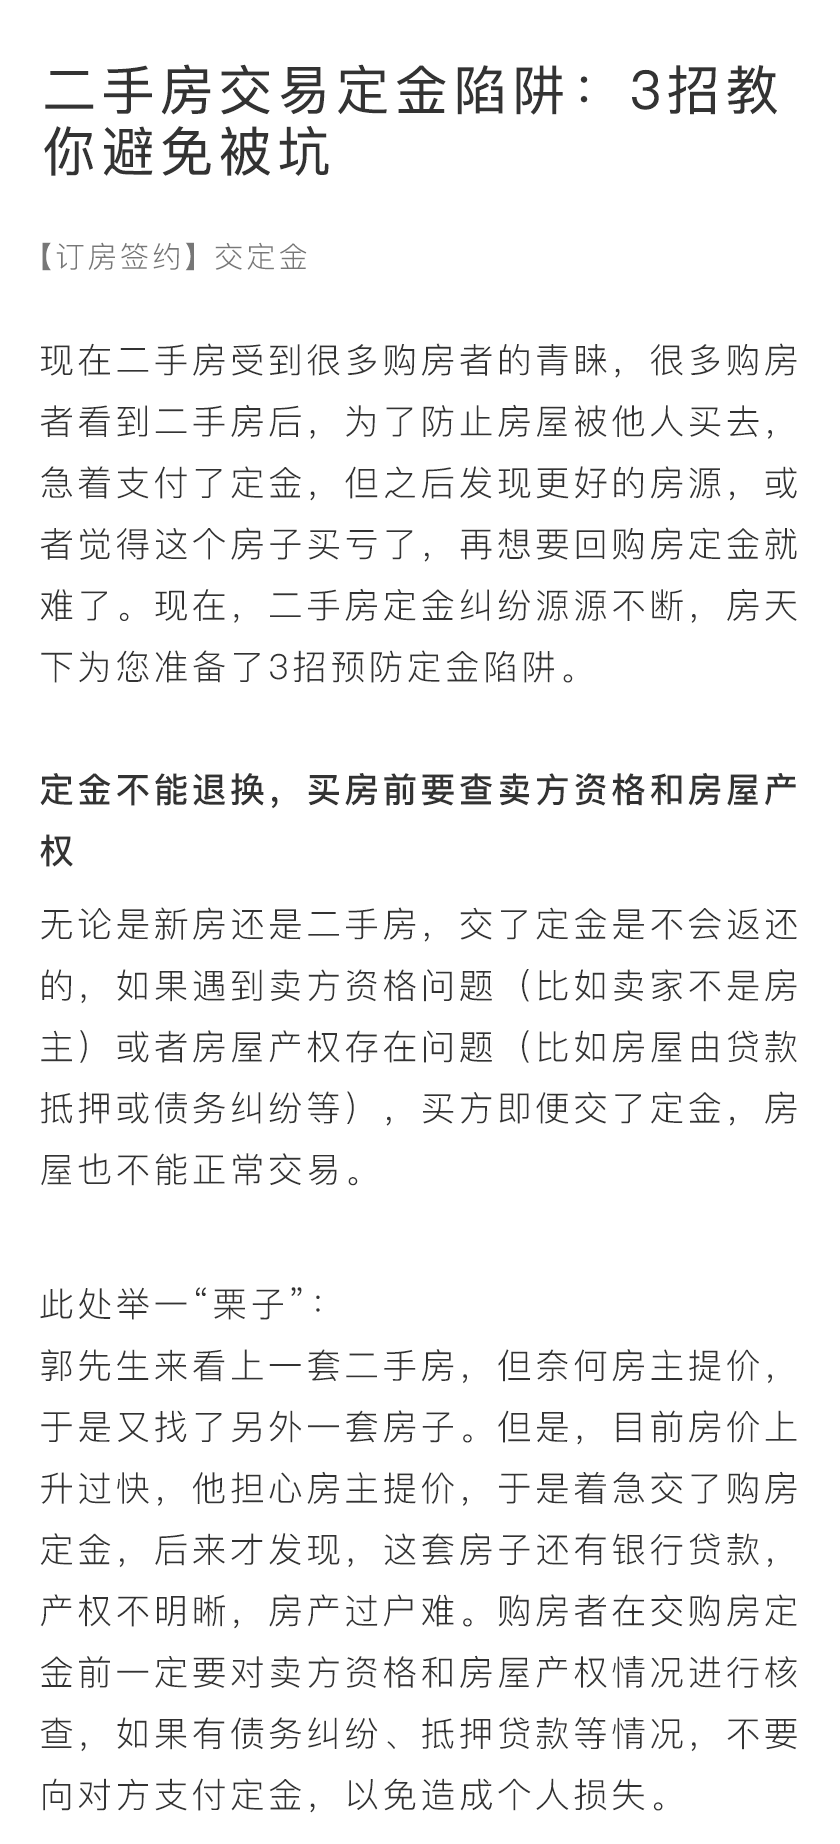 二手房交易定金陷阱：3招教
你避免被坑
【订房签约】交定金
现在二手房受到很多购房者的青睐，很多购房
者看到二手房后，为了防止房屋被他人买去，
急着支付了定金，但之后发现更好的房源，或
者觉得这个房子买亏了，再想要回购房定金就
难了。现在，二手房定金纠纷源源不断，房天
下为您准备了3招预防定金陷阱。
定金不能退换，买房前要查卖方资格和房屋产
权
无论是新房还是二手房，交了定金是不会返还
的，如果遇到卖方资格问题（比如卖家不是房
主）或者房屋产权存在问题（比如房屋由贷款
抵押或债务纠纷等），买方即便交了定金，房
屋也不能正常交易。
此处举一“栗子”：
郭先生来看上一套二手房，但奈何房主提价，
于是又找了另外一套房子。但是，目前房价上
升过快，他担心房主提价，于是着急交了购房
定金，后来才发现，这套房子还有银行贷款，
产权不明晰，房产过户难。购房者在交购房定
金前一定要对卖方资格和房屋产权情况进行核
查，如果有债务纠纷、抵押贷款等情况，不要
向对方支付定金，以免造成个人损失。